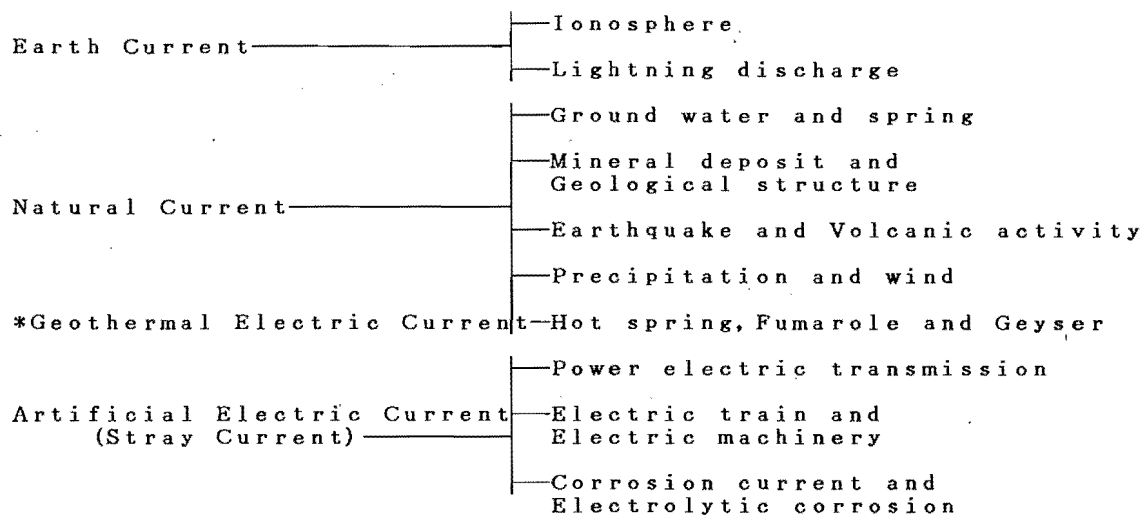 Ionosphere
Earth Current
Lightning discharge
Ground water and spring
Mineral deposit and
Geological structure
Natural Current
Earthquake and Volcanic activity
Precipitation and wind
*Geothermal Electric Current Hot spring, Fumarole and Geyser
Power electric transmission
Artificial Electric Current Electric train and
(Stray Current) Electric machinery
Corrosion current and
Electrolytic corrosion